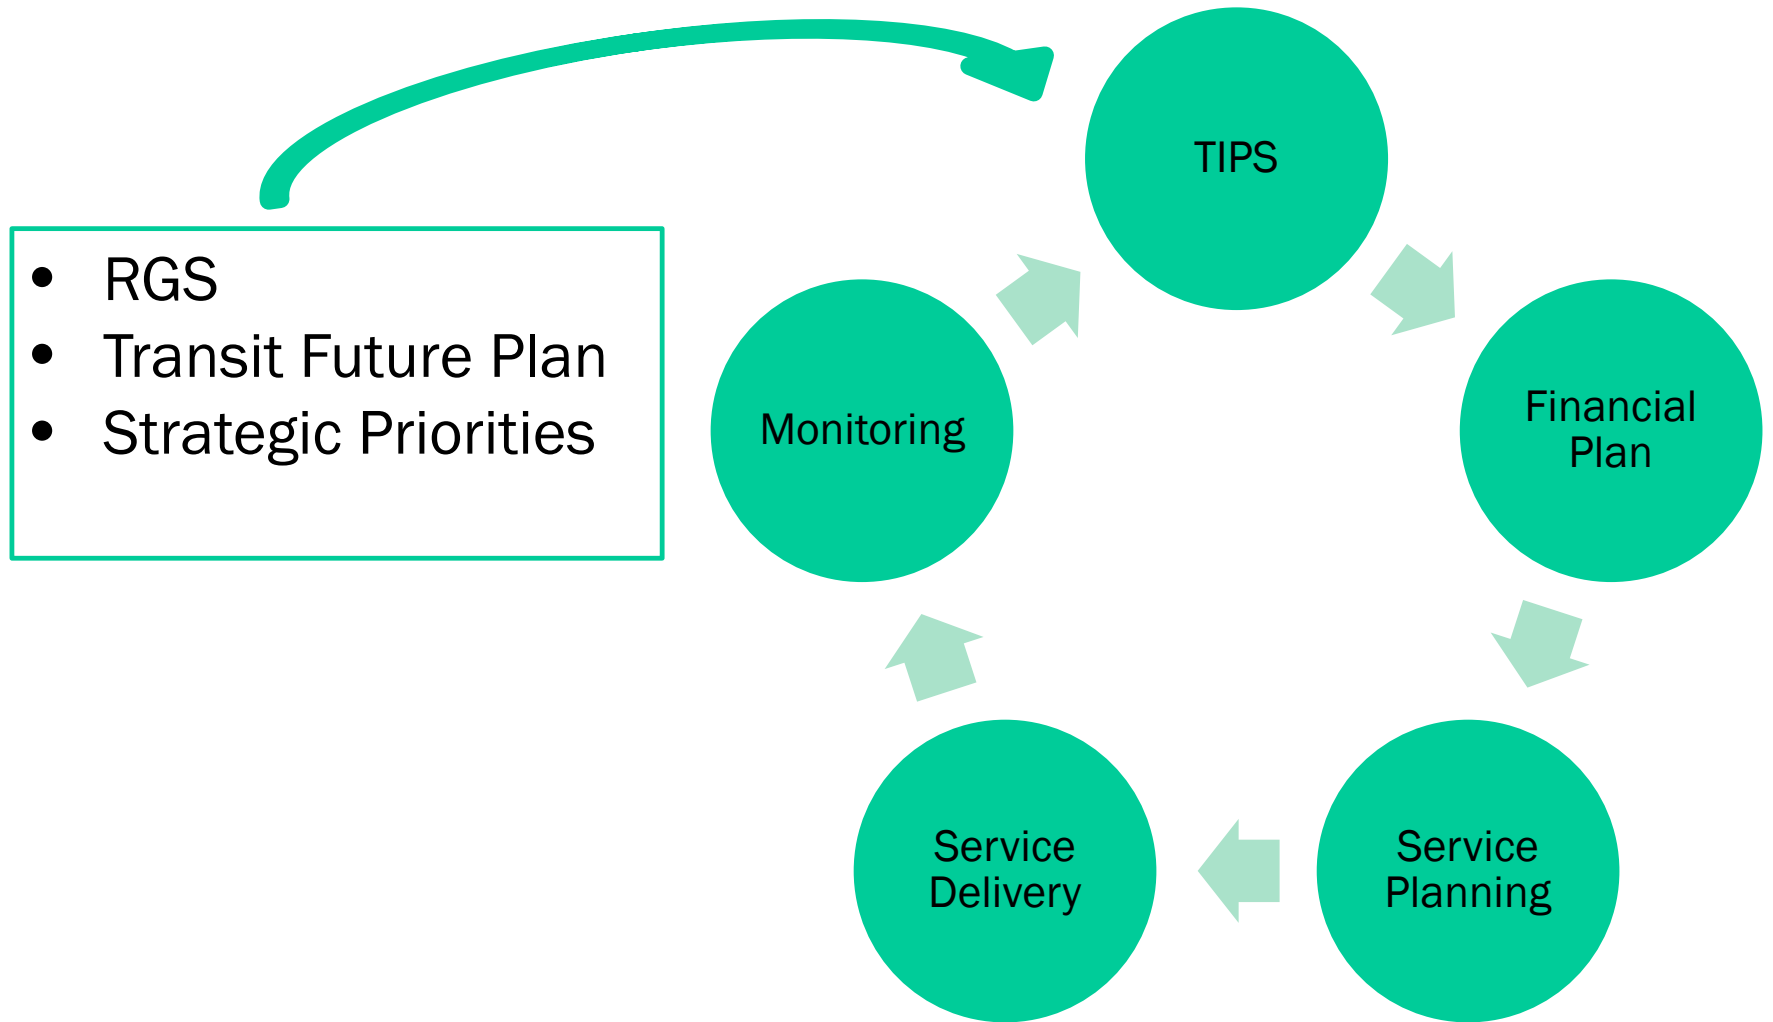 • RGS
• Transit Future Plan
• Strategic Priorities
TIPS
Financial
Plan
Service
Planning
Service
Delivery
Monitoring